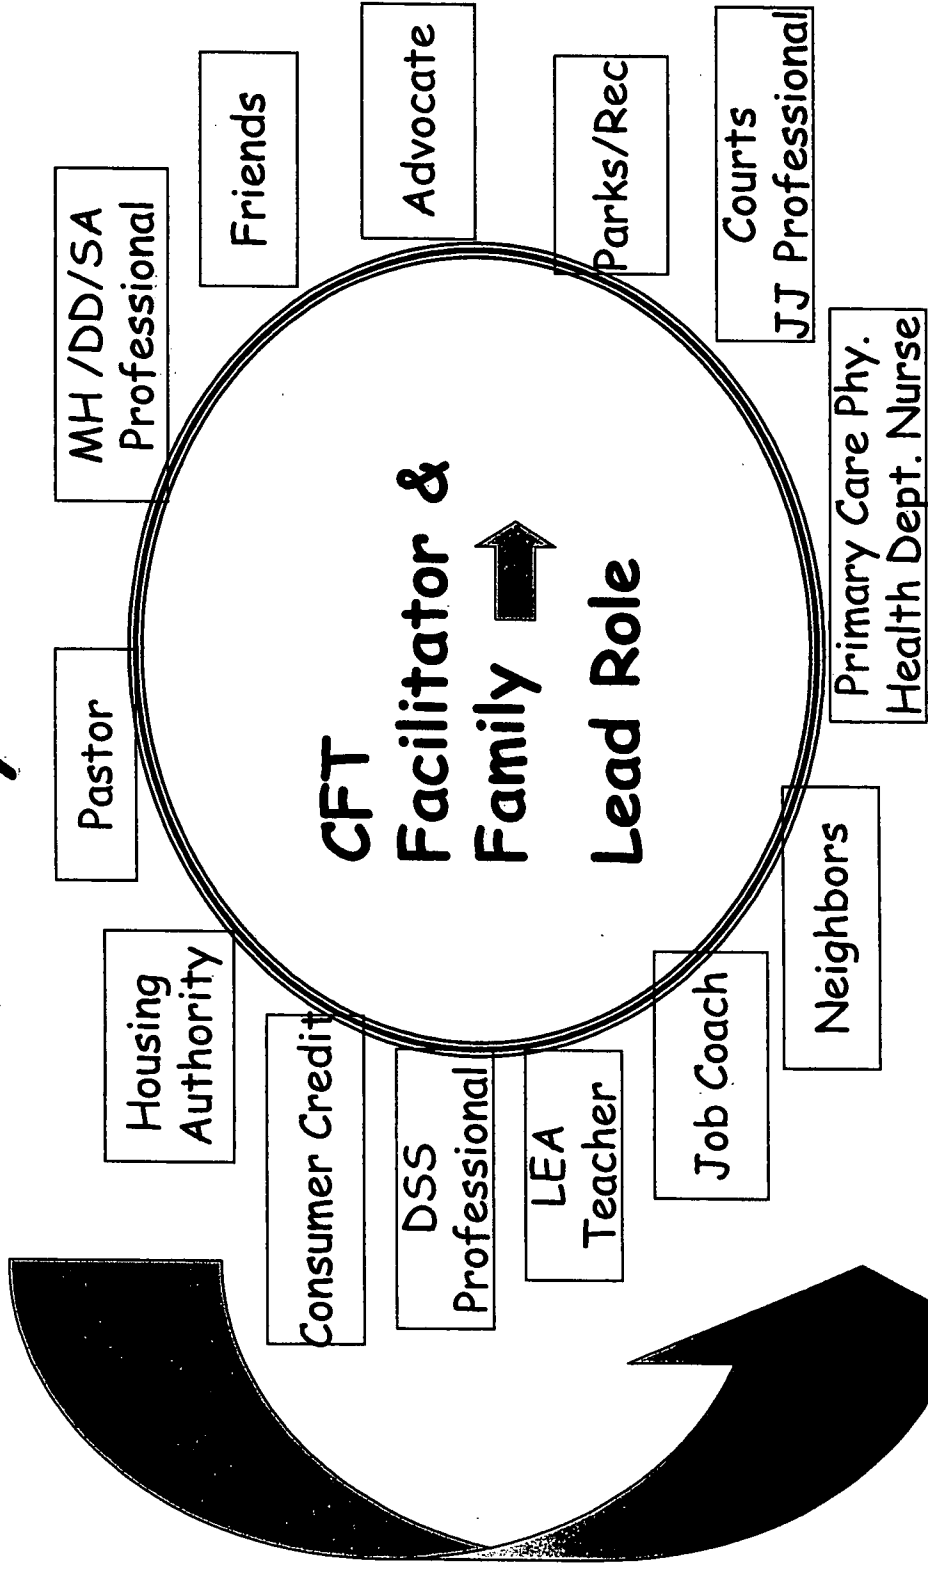 Pastor
MH /DD/SA
Professional
Housing
Authority
Friends
Consumer Credit
CFT
Facilitator &
Family
Lead Role
Advocate
DSS
Professional
LEA
Teacher
Parks/Rec
Job Coach
Courts
JJ Professional
Neighbors
Primary Care Phy.
Health Dept. Nurse